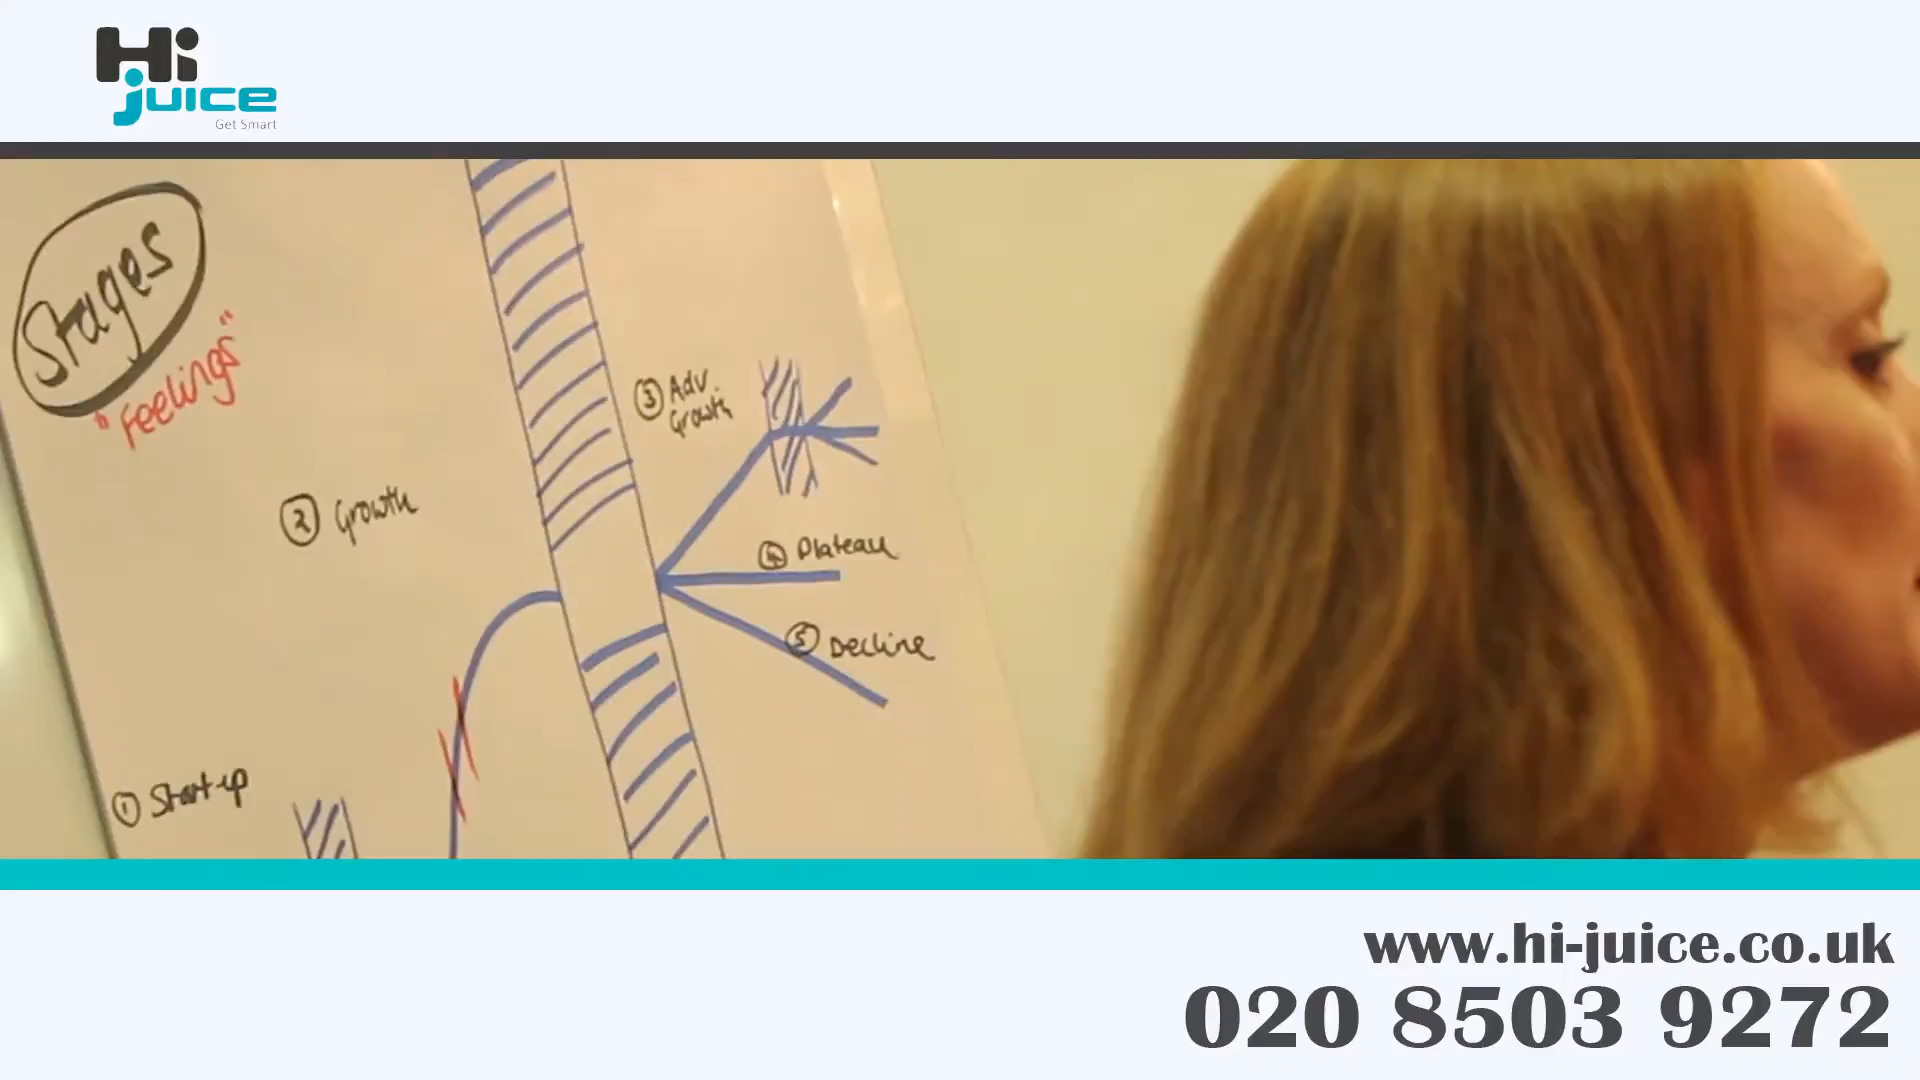 Hi
juice
Get Smart
Stages
"Feelings"
③ Adv.
Growth
② Growth
④ Plateau
⑤ Decline
① Start-up
www.hi-juice.co.uk
020 8503 9272